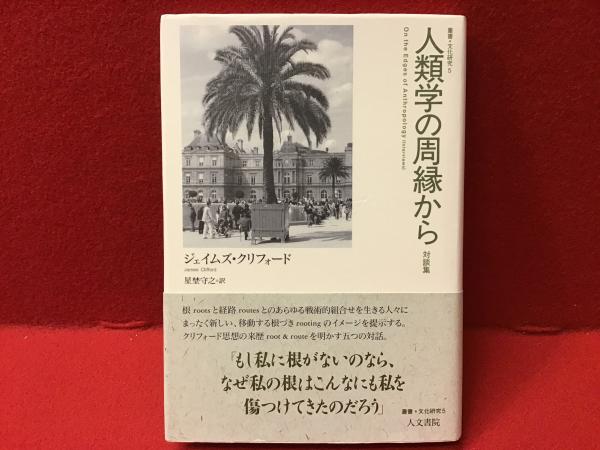 叢書・文化研究 5
人類学の周縁から 対談集
On the Edges of Anthropology (Interviews)
ジェイムズ・クリフォード
James Clifford
星埜守之・訳
根 roots と経路 routes とのあらゆる戦術的組合せを生きる人々に
まったく新しい、移動する根づき rooting のイメージを提示する。
クリフォード思想の来歴 root & route を明かす五つの対話。
「もし私に根がないのなら、
なぜ私の根はこんなにも私を
傷つけてきたのだろう」
叢書・文化研究 5
人文書院